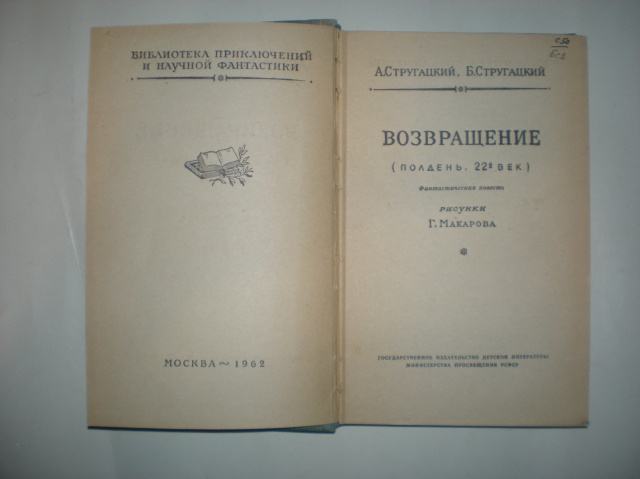 БИБЛИОТЕКА ПРИКЛЮЧЕНИЙ
И НАУЧНОЙ ФАНТАСТИКИ
МОСКВА ~ 1962
А. СТРУГАЦКИЙ, Б. СТРУГАЦКИЙ
ВОЗВРАЩЕНИЕ
(ПОЛДЕНЬ. 22й ВЕК)
Фантастическая повесть
РИСУНКИ
Г. МАКАРОВА
ГОСУДАРСТВЕННОЕ ИЗДАТЕЛЬСТВО ДЕТСКОЙ ЛИТЕРАТУРЫ
МИНИСТЕРСТВА ПРОСВЕЩЕНИЯ РСФСР